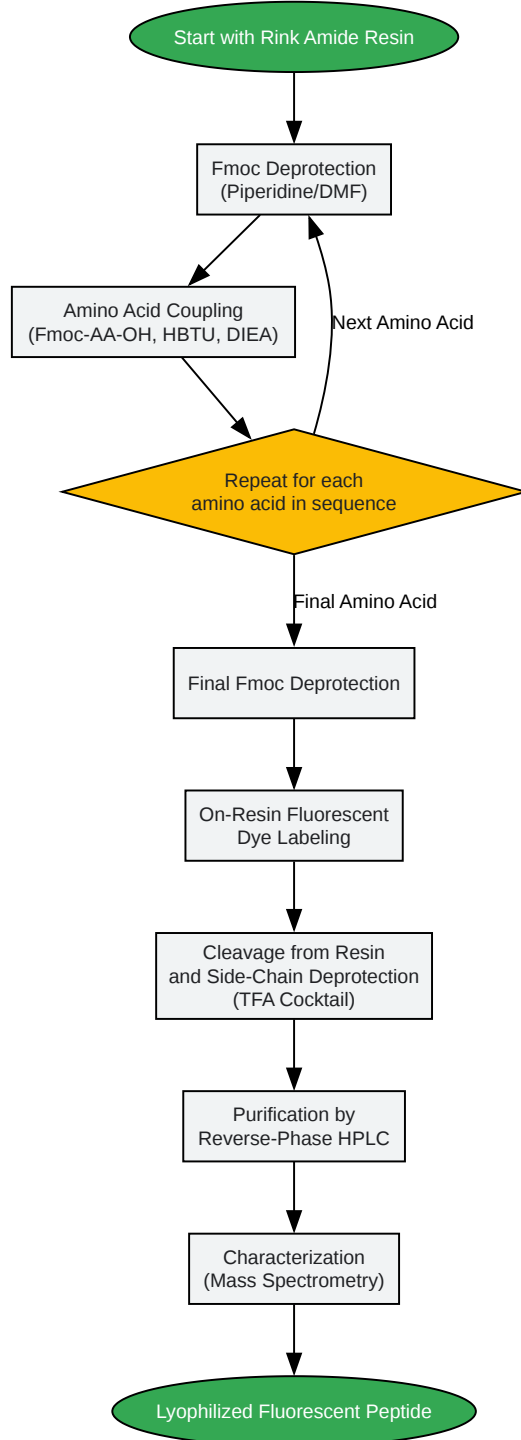 Start with Rink Amide Resin
Fmoc Deprotection
(Piperidine/DMF)
Amino Acid Coupling
(Fmoc-AA-OH, HBTU, DIEA)
Next Amino Acid
Repeat for each
amino acid in sequence
Final Amino Acid
Final Fmoc Deprotection
On-Resin Fluorescent
Dye Labeling
Cleavage from Resin
and Side-Chain Deprotection
(TFA Cocktail)
Purification by
Reverse-Phase HPLC
Characterization
(Mass Spectrometry)
Lyophilized Fluorescent Peptide